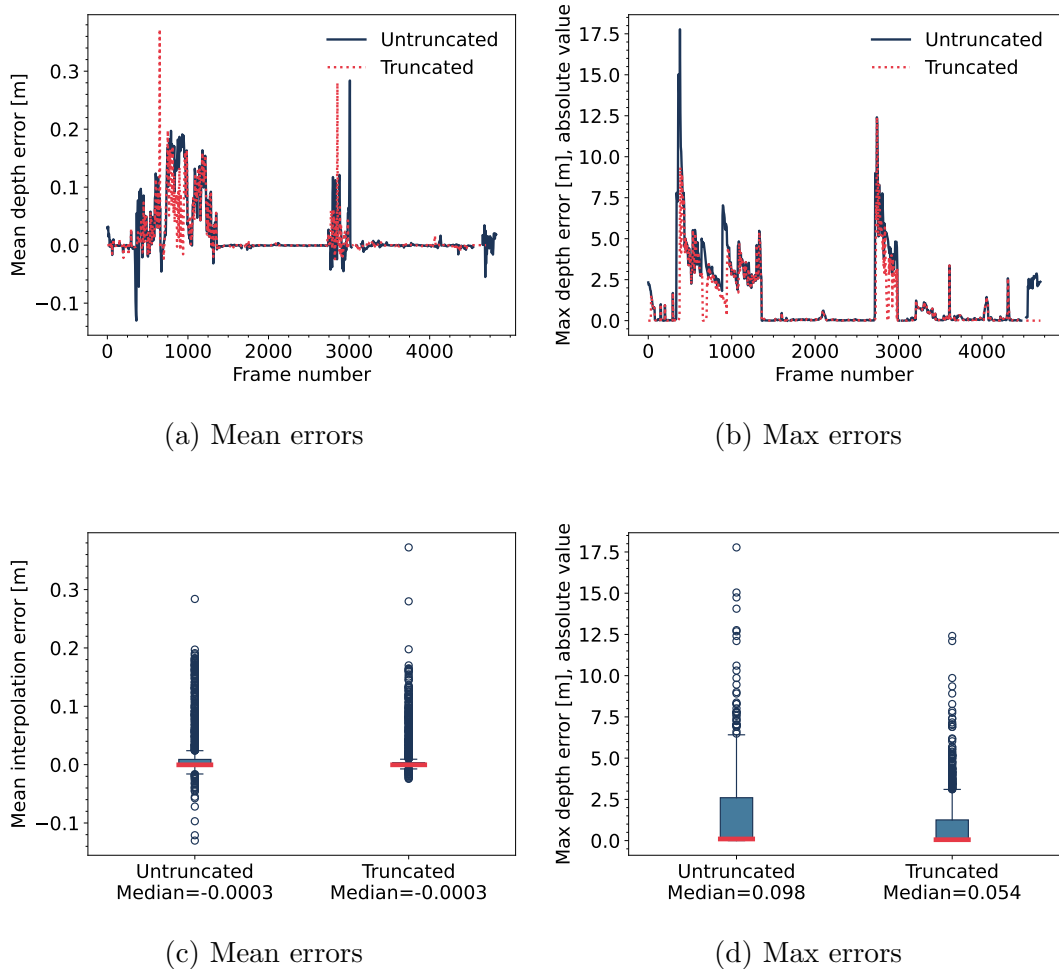 Mean depth error [m]
0.3
0.2
0.1
0.0
−0.1
Untruncated
Truncated
0 1000 2000 3000 4000
Frame number
(a) Mean errors
Max depth error [m], absolute value
17.5
15.0
12.5
10.0
7.5
5.0
2.5
0.0
Untruncated
Truncated
0 1000 2000 3000 4000
Frame number
(b) Max errors
Mean interpolation error [m]
0.3
0.2
0.1
0.0
−0.1
Untruncated
Median=-0.0003
Truncated
Median=-0.0003
(c) Mean errors
Max depth error [m], absolute value
17.5
15.0
12.5
10.0
7.5
5.0
2.5
0.0
Untruncated
Median=0.098
Truncated
Median=0.054
(d) Max errors